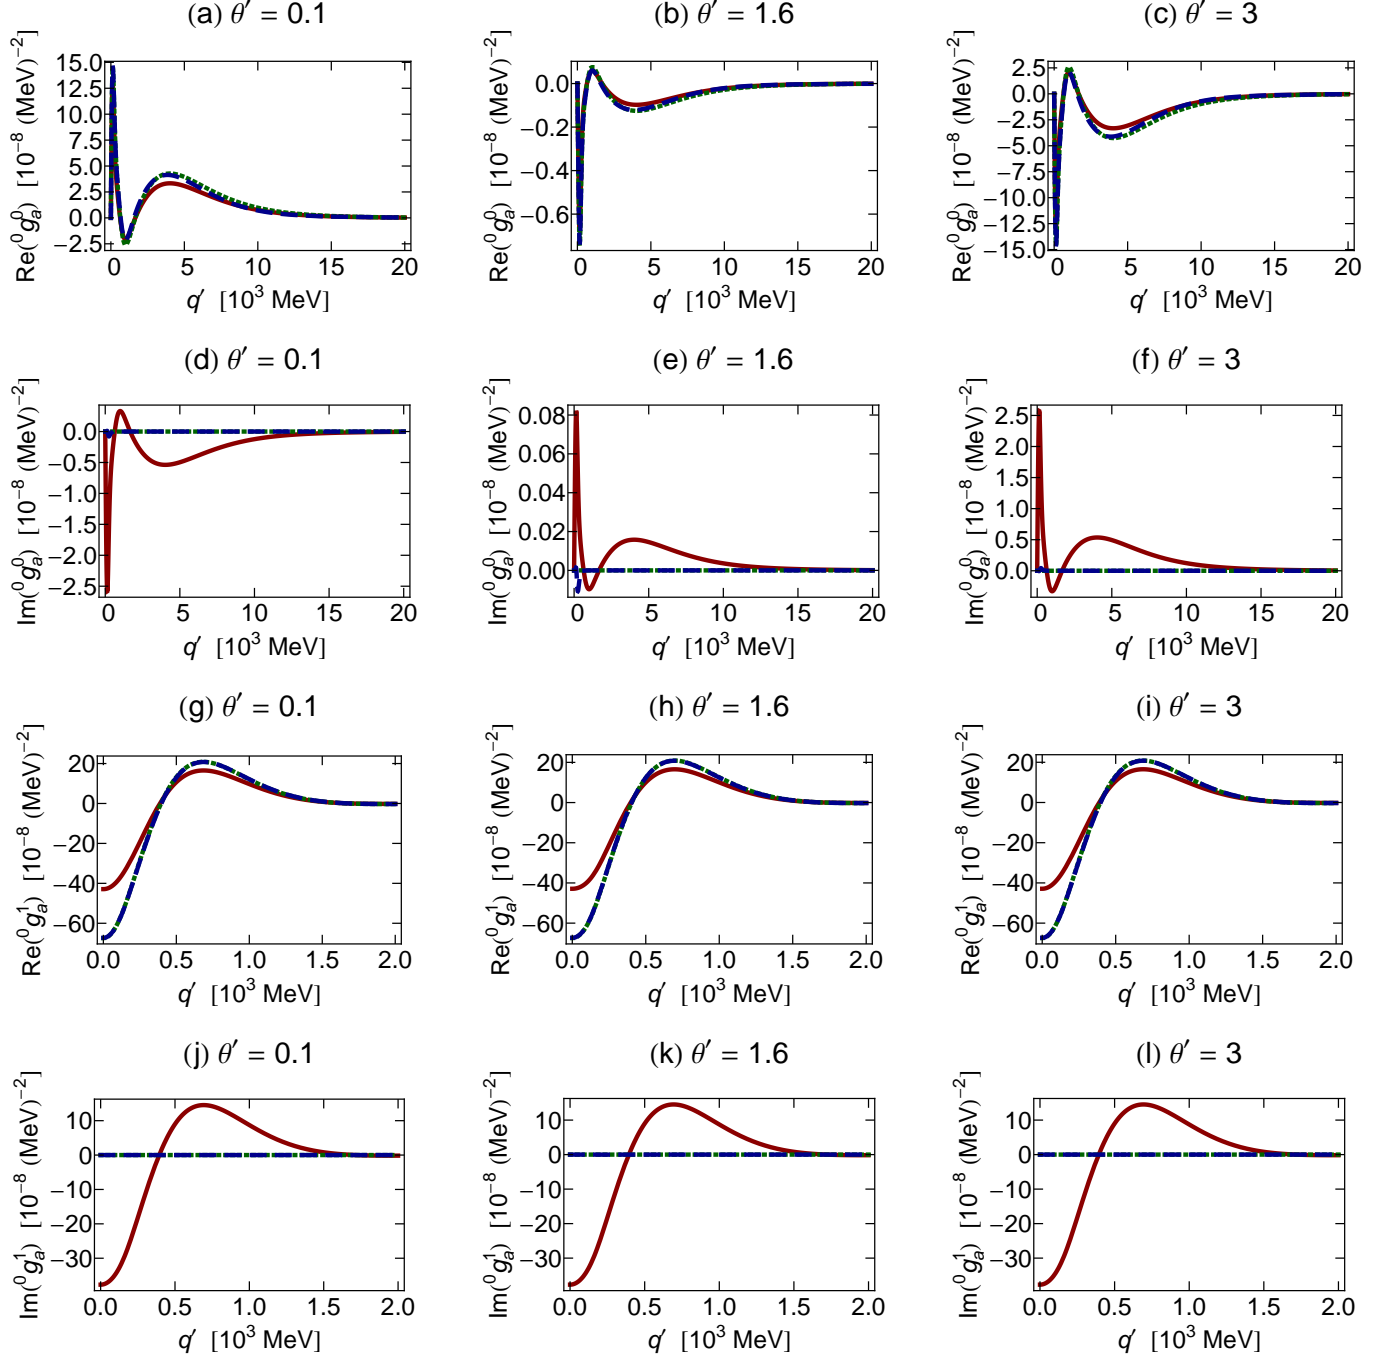 (a) θ′ = 0.1
(b) θ′ = 1.6
(c) θ′ = 3
Re(⁰gₐ⁰) [10⁻⁸ (MeV)⁻²]
15.0
12.5
10.0
7.5
5.0
2.5
0.0
−2.5
0 5 10 15 20
q′ [10³ MeV]
Re(⁰gₐ⁰) [10⁻⁸ (MeV)⁻²]
0.0
−0.2
−0.4
−0.6
0 5 10 15 20
q′ [10³ MeV]
Re(⁰gₐ⁰) [10⁻⁸ (MeV)⁻²]
2.5
0.0
−2.5
−5.0
−7.5
−10.0
−12.5
−15.0
0 5 10 15 20
q′ [10³ MeV]
(d) θ′ = 0.1
(e) θ′ = 1.6
(f) θ′ = 3
Im(⁰gₐ⁰) [10⁻⁸ (MeV)⁻²]
0.0
−0.5
−1.0
−1.5
−2.0
−2.5
0 5 10 15 20
q′ [10³ MeV]
Im(⁰gₐ⁰) [10⁻⁸ (MeV)⁻²]
0.08
0.06
0.04
0.02
0.00
0 5 10 15 20
q′ [10³ MeV]
Im(⁰gₐ⁰) [10⁻⁸ (MeV)⁻²]
2.5
2.0
1.5
1.0
0.5
0.0
0 5 10 15 20
q′ [10³ MeV]
(g) θ′ = 0.1
(h) θ′ = 1.6
(i) θ′ = 3
Re(⁰gₐ¹) [10⁻⁸ (MeV)⁻²]
20
0
−20
−40
−60
0.0 0.5 1.0 1.5 2.0
q′ [10³ MeV]
Re(⁰gₐ¹) [10⁻⁸ (MeV)⁻²]
20
0
−20
−40
−60
0.0 0.5 1.0 1.5 2.0
q′ [10³ MeV]
Re(⁰gₐ¹) [10⁻⁸ (MeV)⁻²]
20
0
−20
−40
−60
0.0 0.5 1.0 1.5 2.0
q′ [10³ MeV]
(j) θ′ = 0.1
(k) θ′ = 1.6
(l) θ′ = 3
Im(⁰gₐ¹) [10⁻⁸ (MeV)⁻²]
10
0
−10
−20
−30
0.0 0.5 1.0 1.5 2.0
q′ [10³ MeV]
Im(⁰gₐ¹) [10⁻⁸ (MeV)⁻²]
10
0
−10
−20
−30
0.0 0.5 1.0 1.5 2.0
q′ [10³ MeV]
Im(⁰gₐ¹) [10⁻⁸ (MeV)⁻²]
10
0
−10
−20
−30
0.0 0.5 1.0 1.5 2.0
q′ [10³ MeV]